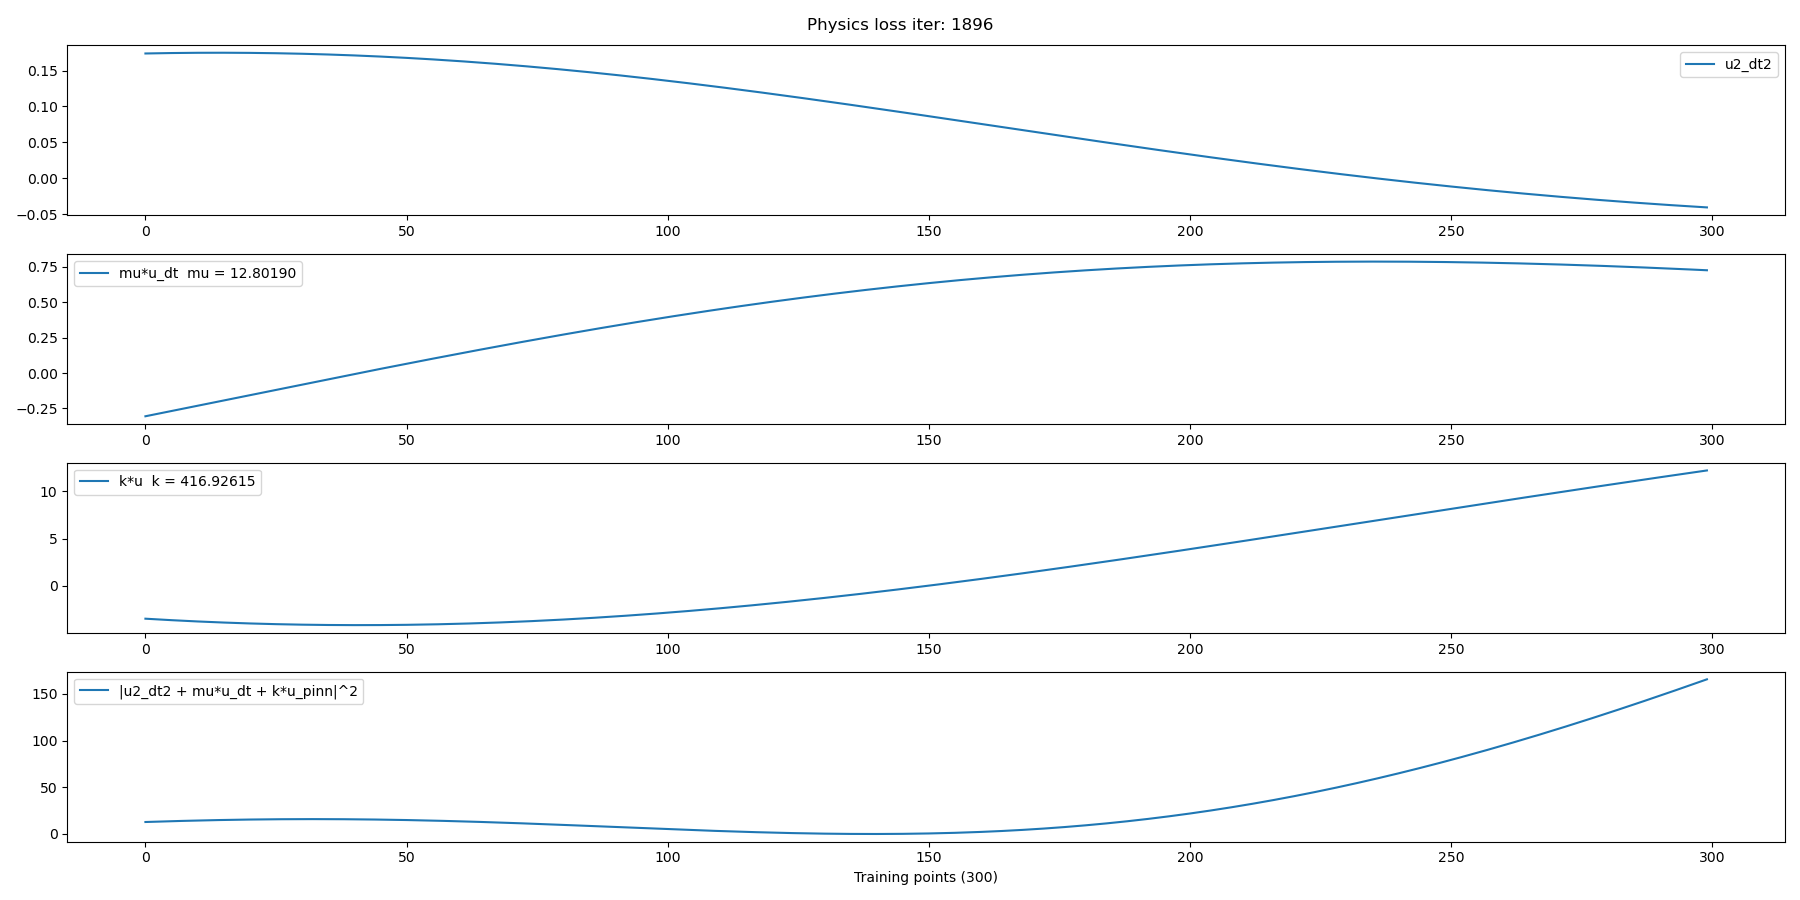 Physics loss iter: 1896
0.15
0.10
0.05
0.00
−0.05
u2_dt2
0 50 100 150 200 250 300
0.75
0.50
0.25
0.00
−0.25
mu*u_dt mu = 12.80190
0 50 100 150 200 250 300
10
5
0
k*u k = 416.92615
0 50 100 150 200 250 300
150
100
50
0
|u2_dt2 + mu*u_dt + k*u_pinn|^2
0 50 100 150 200 250 300
Training points (300)